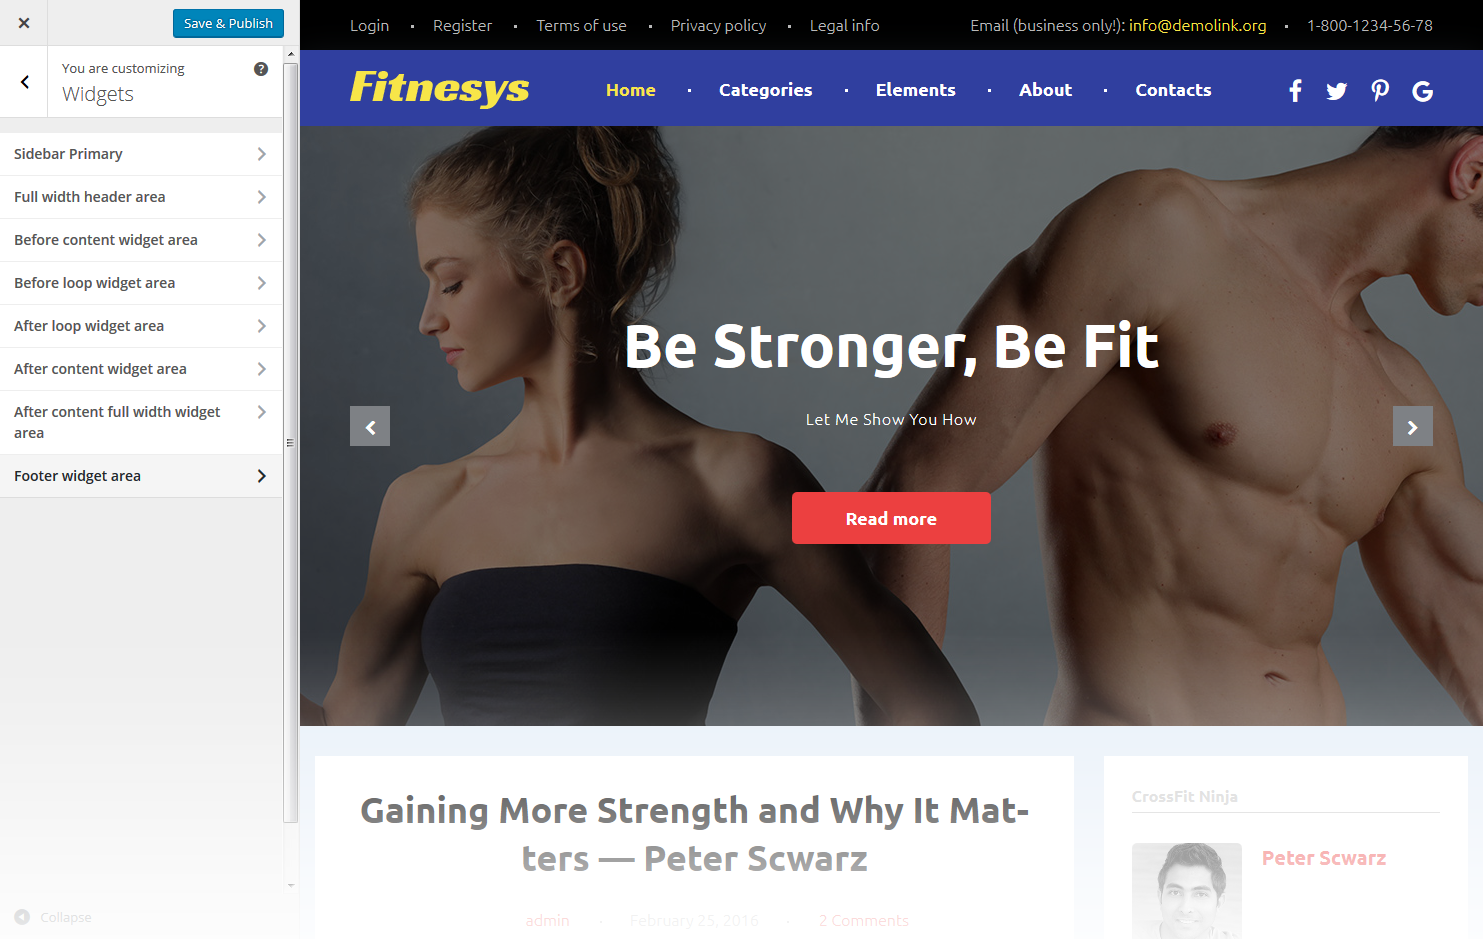 Save & Publish
You are customizing
Widgets
Sidebar Primary
Full width header area
Before content widget area
Before loop widget area
After loop widget area
After content widget area
After content full width widget
area
Footer widget area
Collapse
Login · Register · Terms of use · Privacy policy · Legal info
Email (business only!): info@demolink.org · 1-800-1234-56-78
Fitnesys
Home · Categories · Elements · About · Contacts
Be Stronger, Be Fit
Let Me Show You How
Read more
Gaining More Strength and Why It Mat-
ters — Peter Scwarz
admin · February 25, 2016 · 2 Comments
CrossFit Ninja
Peter Scwarz